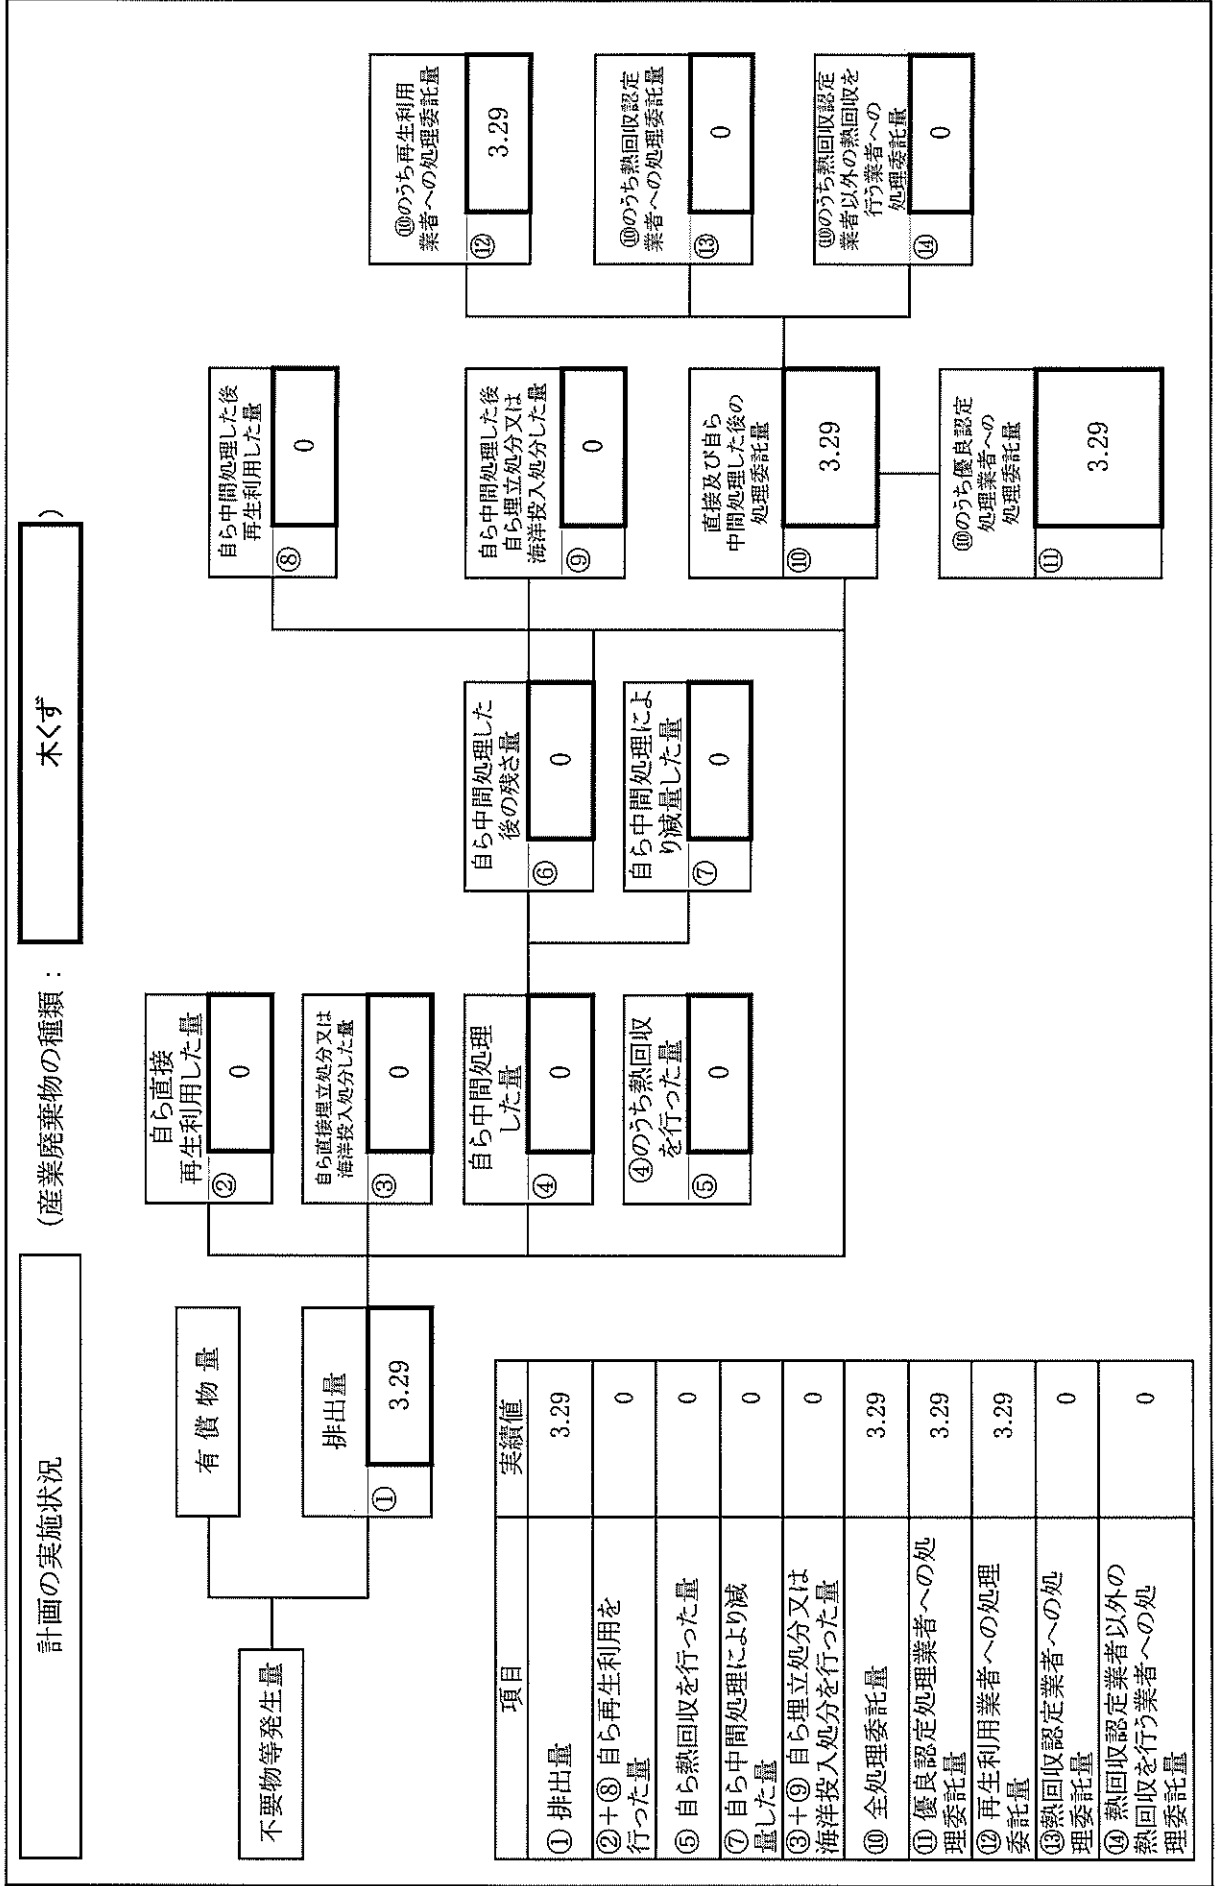 計画の実施状況
(産業廃棄物の種類：
木くず
)
不要物等発生量
有 償 物 量
排出量
①
3.29
自ら直接
再生利用した量
②
0
自ら直接埋立処分又は
海洋投入処分した量
③
0
自ら中間処理
した量
④
0
④のうち熱回収
を行った量
⑤
0
自ら中間処理した
後の残さ量
⑥
0
自ら中間処理によ
り減量した量
⑦
0
自ら中間処理した後
再生利用した量
⑧
0
自ら中間処理した後
自ら埋立処分又は
海洋投入処分した量
⑨
0
直接及び自ら
中間処理した後の
処理委託量
⑩
3.29
⑩のうち優良認定
処理業者への
処理委託量
⑪
3.29
⑩のうち再生利用
業者への処理委託量
⑫
3.29
⑩のうち熱回収認定
業者への処理委託量
⑬
0
⑩のうち熱回収認定
業者以外の熱回収を
行う業者への
処理委託量
⑭
0
項目
実績値
① 排出量
3.29
②＋⑧ 自ら再生利用を
行った量
0
⑤ 自ら熱回収を行った量
0
⑦ 自ら中間処理により減
量した量
0
③＋⑨ 自ら埋立処分又は
海洋投入処分を行った量
0
⑩ 全処理委託量
3.29
⑪ 優良認定処理業者への処
理委託量
3.29
⑫ 再生利用業者への処理
委託量
3.29
⑬熱回収認定業者への処
理委託量
0
⑭ 熱回収認定業者以外の
熱回収を行う業者への処
理委託量
0